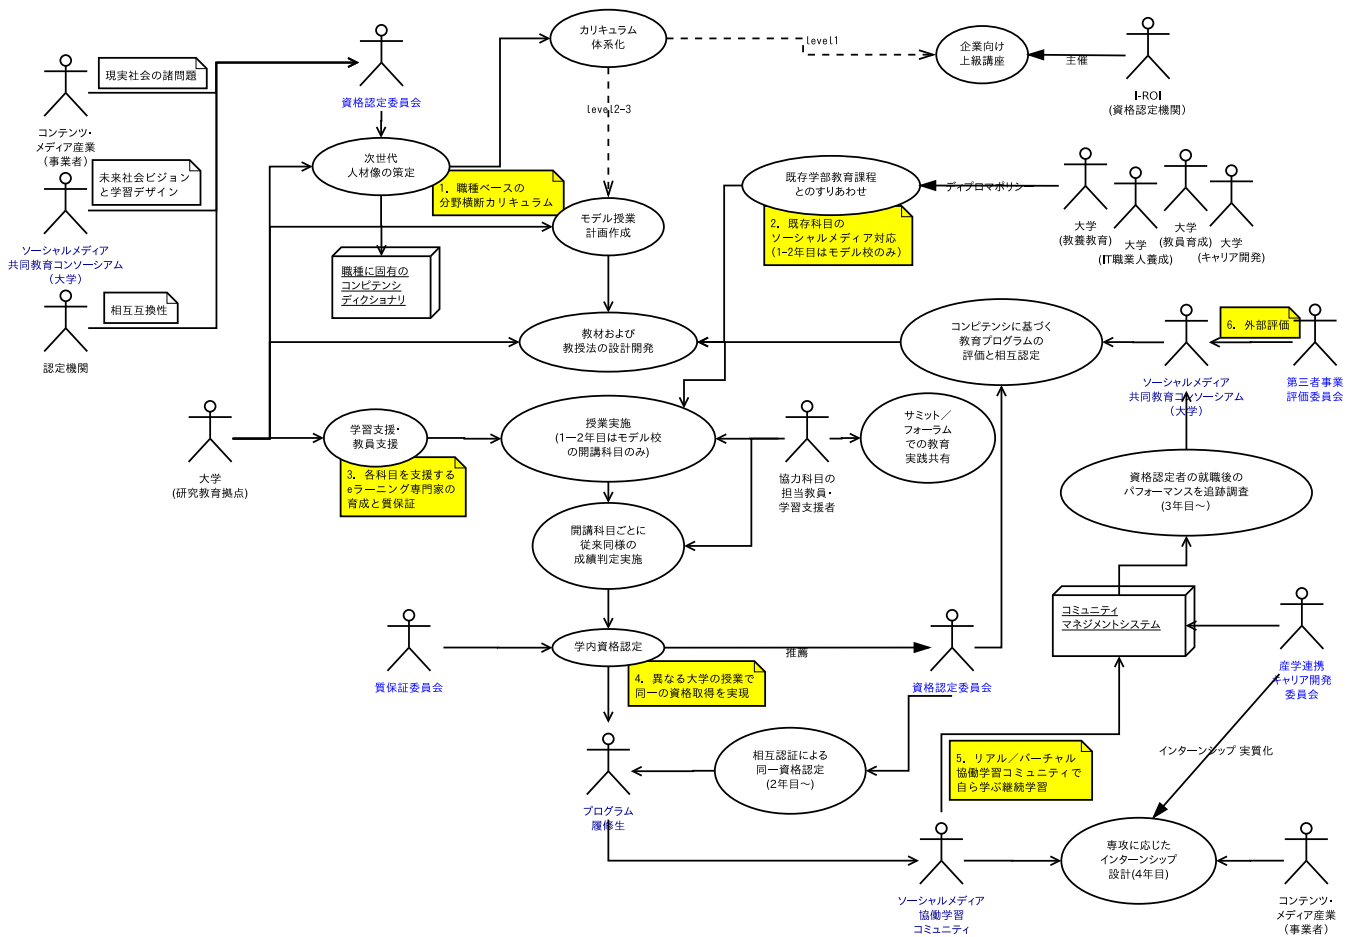 カリキュラム
体系化
level1
企業向け
上級講座
主催
I-ROI
(資格認定機関)
現実社会の諸問題
コンテンツ・
メディア産業
(事業者)
資格認定委員会
level2-3
次世代
人材像の策定
未来社会ビジョン
と学習デザイン
1. 職種ベースの
分野横断カリキュラム
既存学部教育課程
とのすりあわせ
ディプロマポリシー
大学
(教養教育)
大学
(IT職業人養成)
大学
(教員育成)
大学
(キャリア開発)
モデル授業
計画作成
2. 既存科目の
ソーシャルメディア対応
(1-2年目はモデル校のみ)
ソーシャルメディア
共同教育コンソーシアム
(大学)
職種に固有の
コンピテンシ
ディクショナリ
相互互換性
認定機関
教材および
教授法の設計開発
コンピテンシに基づく
教育プログラムの
評価と相互認定
6. 外部評価
ソーシャルメディア
共同教育コンソーシアム
(大学)
第三者事業
評価委員会
大学
(研究教育拠点)
学習支援・
教員支援
3. 各科目を支援する
eラーニング専門家の
育成と質保証
授業実施
(1ー2年目はモデル校
の開講科目のみ)
協力科目の
担当教員・
学習支援者
サミット／
フォーラム
での教育
実践共有
資格認定者の就職後の
パフォーマンスを追跡調査
(3年目〜)
開講科目ごとに
従来同様の
成績判定実施
コミュニティ
マネジメントシステム
質保証委員会
学内資格認定
推薦
資格認定委員会
4. 異なる大学の授業で
同一の資格取得を実現
産学連携
キャリア開発
委員会
インターンシップ 実質化
相互認証による
同一資格認定
(2年目〜)
5. リアル／バーチャル
協働学習コミュニティで
自ら学ぶ継続学習
プログラム
履修生
ソーシャルメディア
協働学習
コミュニティ
専攻に応じた
インターンシップ
設計(4年目)
コンテンツ・
メディア産業
(事業者)